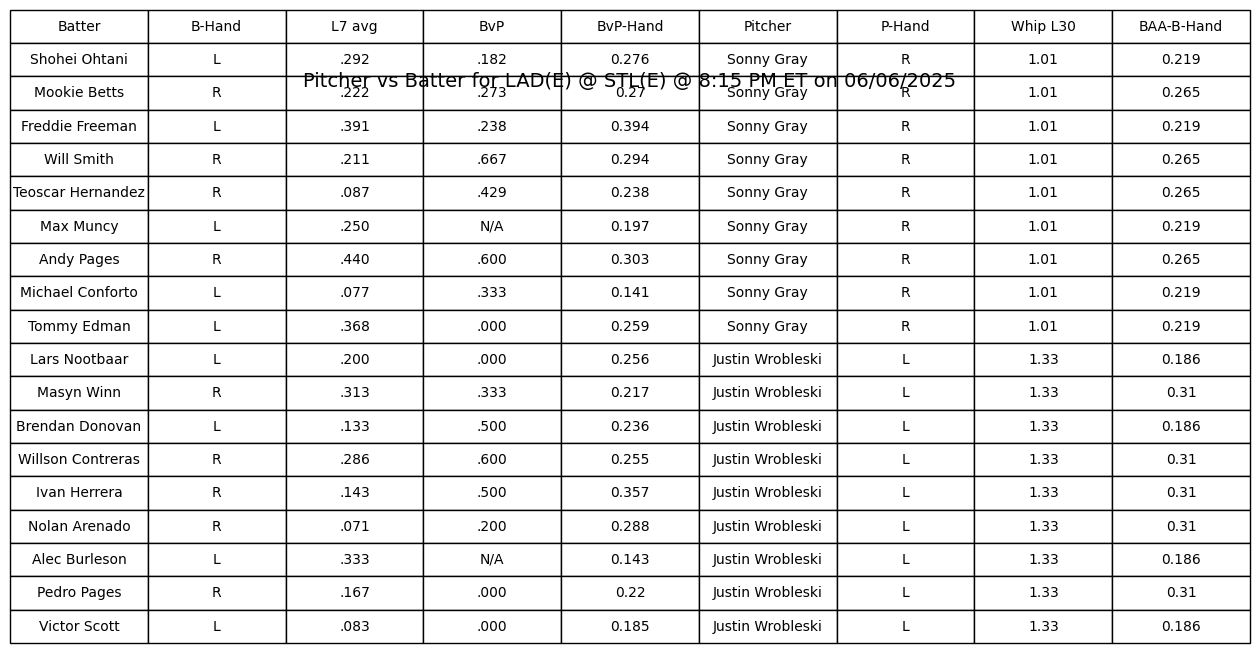 Batter B-Hand L7 avg BvP BvP-Hand Pitcher P-Hand Whip L30 BAA-B-Hand
Shohei Ohtani L .292 .182 0.276 Sonny Gray R 1.01 0.219
Pitcher vs Batter for LAD(E) @ STL(E) @ 8:15 PM ET on 06/06/2025
Mookie Betts R .222 .273 0.27 Sonny Gray R 1.01 0.265
Freddie Freeman L .391 .238 0.394 Sonny Gray R 1.01 0.219
Will Smith R .211 .667 0.294 Sonny Gray R 1.01 0.265
Teoscar Hernandez R .087 .429 0.238 Sonny Gray R 1.01 0.265
Max Muncy L .250 N/A 0.197 Sonny Gray R 1.01 0.219
Andy Pages R .440 .600 0.303 Sonny Gray R 1.01 0.265
Michael Conforto L .077 .333 0.141 Sonny Gray R 1.01 0.219
Tommy Edman L .368 .000 0.259 Sonny Gray R 1.01 0.219
Lars Nootbaar L .200 .000 0.256 Justin Wrobleski L 1.33 0.186
Masyn Winn R .313 .333 0.217 Justin Wrobleski L 1.33 0.31
Brendan Donovan L .133 .500 0.236 Justin Wrobleski L 1.33 0.186
Willson Contreras R .286 .600 0.255 Justin Wrobleski L 1.33 0.31
Ivan Herrera R .143 .500 0.357 Justin Wrobleski L 1.33 0.31
Nolan Arenado R .071 .200 0.288 Justin Wrobleski L 1.33 0.31
Alec Burleson L .333 N/A 0.143 Justin Wrobleski L 1.33 0.186
Pedro Pages R .167 .000 0.22 Justin Wrobleski L 1.33 0.31
Victor Scott L .083 .000 0.185 Justin Wrobleski L 1.33 0.186